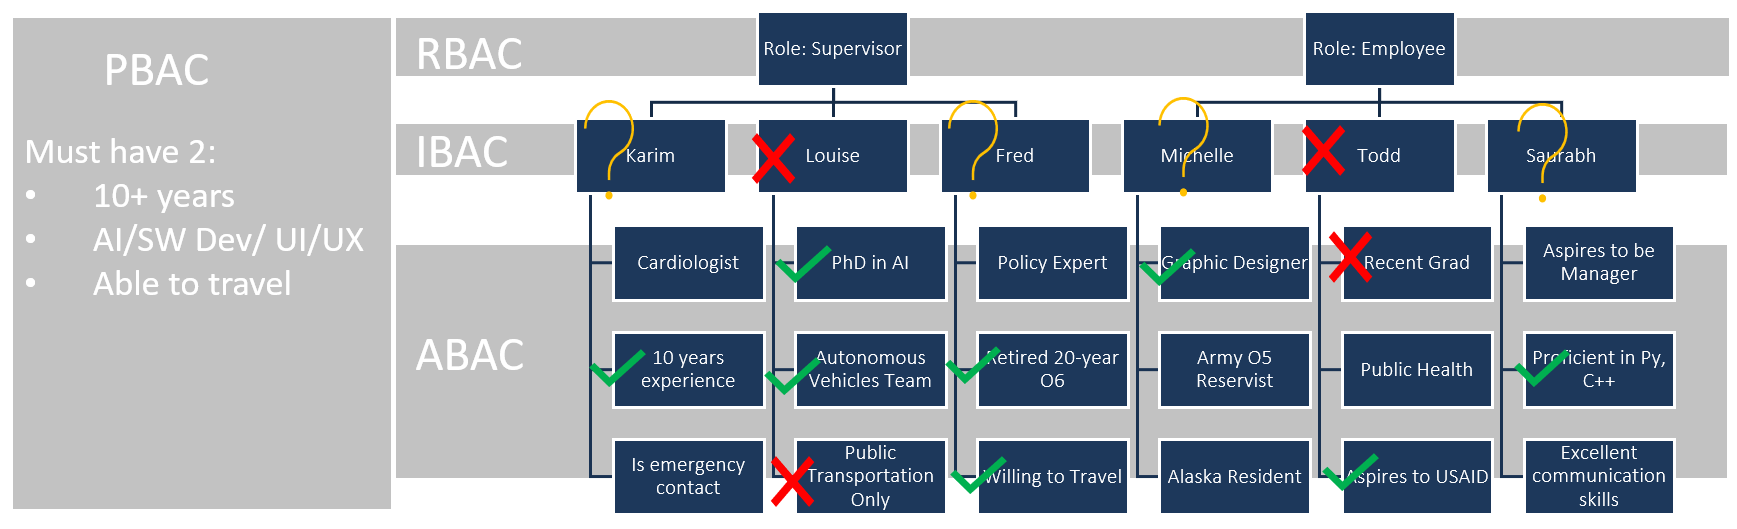 PBAC
Must have 2:
• 10+ years
• AI/SW Dev/ UI/UX
• Able to travel
RBAC
Role: Supervisor
Role: Employee
IBAC
Karim
Louise
Fred
Michelle
Todd
Saurabh
ABAC
Cardiologist
PhD in AI
Policy Expert
Graphic Designer
Recent Grad
Aspires to be
Manager
10 years
experience
Autonomous
Vehicles Team
Retired 20-year
O6
Army O5
Reservist
Public Health
Proficient in Py,
C++
Is emergency
contact
Public
Transportation
Only
Willing to Travel
Alaska Resident
Aspires to USAID
Excellent
communication
skills